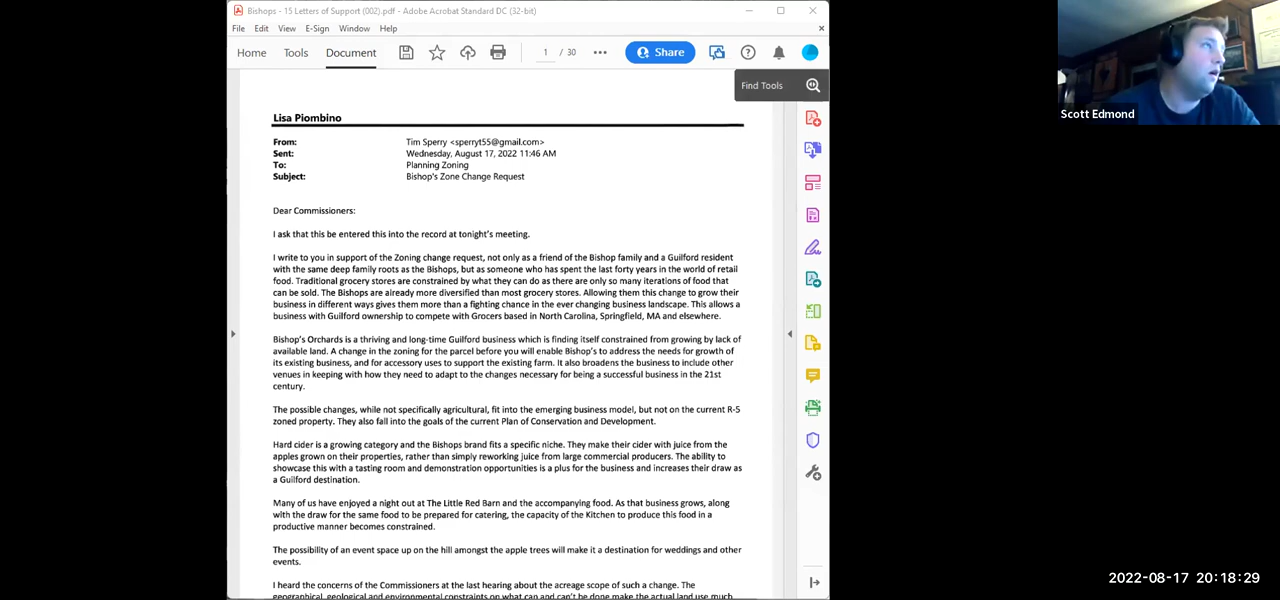 Bishops - 15 Letters of Support (002).pdf - Adobe Acrobat Standard DC (32-bit)
File Edit View E-Sign Window Help
Home Tools Document 1 / 30 Share
Find Tools
Scott Edmond
Lisa Piombino
From: Tim Sperry <sperryt55@gmail.com>
Sent: Wednesday, August 17, 2022 11:46 AM
To: Planning Zoning
Subject: Bishop's Zone Change Request
Dear Commissioners:
I ask that this be entered this into the record at tonight's meeting.
I write to you in support of the Zoning change request, not only as a friend of the Bishop family and a Guilford resident
with the same deep family roots as the Bishops, but as someone who has spent the last forty years in the world of retail
food. Traditional grocery stores are constrained by what they can do as there are only so many iterations of food that
can be sold. The Bishops are already more diversified than most grocery stores. Allowing them this change to grow their
business in different ways gives them more than a fighting chance in the ever changing business landscape. This allows a
business with Guilford ownership to compete with Grocers based in North Carolina, Springfield, MA and elsewhere.
Bishop's Orchards is a thriving and long-time Guilford business which is finding itself constrained from growing by lack of
available land. A change in the zoning for the parcel before you will enable Bishop's to address the needs for growth of
its existing business, and for accessory uses to support the existing farm. It also broadens the business to include other
venues in keeping with how they need to adapt to the changes necessary for being a successful business in the 21st
century.
The possible changes, while not specifically agricultural, fit into the emerging business model, but not on the current R-5
zoned property. They also fall into the goals of the current Plan of Conservation and Development.
Hard cider is a growing category and the Bishops brand fits a specific niche. They make their cider with juice from the
apples grown on their properties, rather than simply reworking juice from large commercial producers. The ability to
showcase this with a tasting room and demonstration opportunities is a plus for the business and increases their draw as
a Guilford destination.
Many of us have enjoyed a night out at The Little Red Barn and the accompanying food. As that business grows, along
with the draw for the same food to be prepared for catering, the capacity of the Kitchen to produce this food in a
productive manner becomes constrained.
The possibility of an event space up on the hill amongst the apple trees will make it a destination for weddings and other
events.
I heard the concerns of the Commissioners at the last hearing about the acreage scope of such a change. The
geographical, geological and environmental constraints on what can and can't be done make the actual land use much
2022-08-17 20:18:29